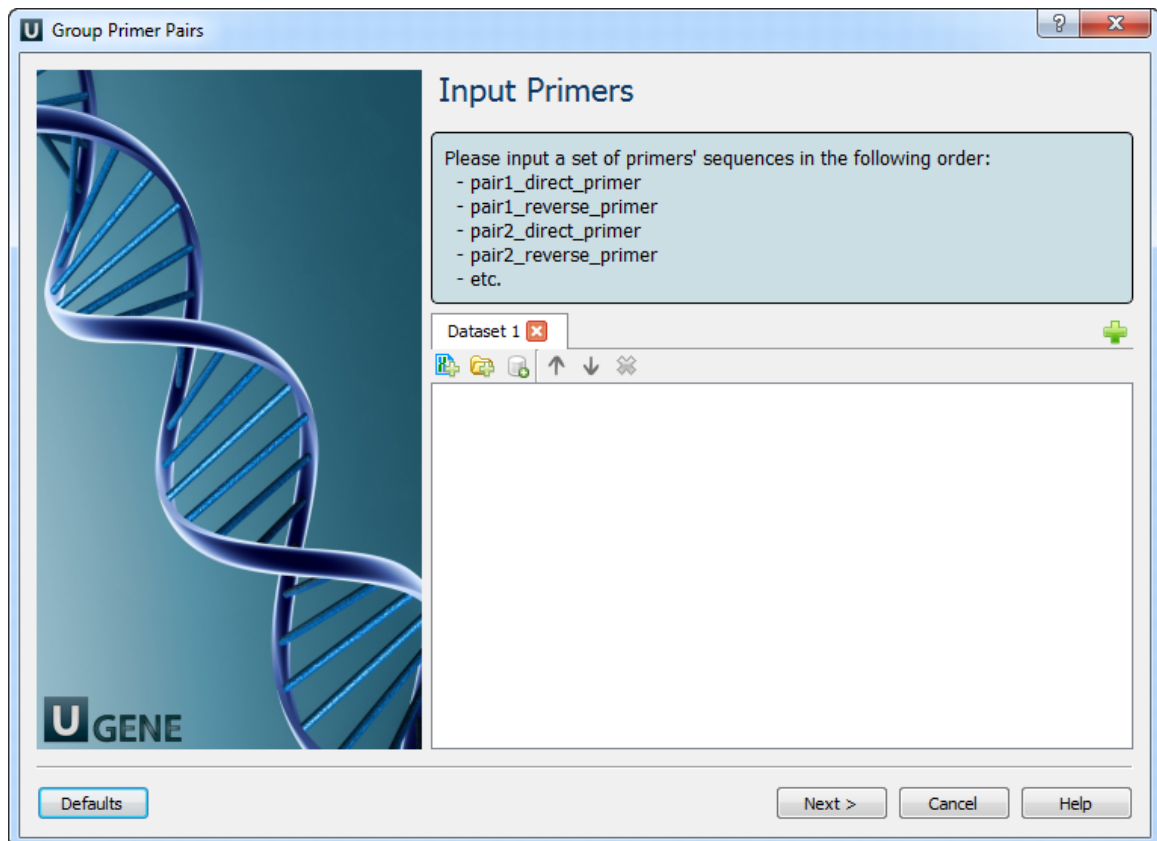 U Group Primer Pairs
Input Primers
Please input a set of primers' sequences in the following order:
- pair1_direct_primer
- pair1_reverse_primer
- pair2_direct_primer
- pair2_reverse_primer
- etc.
Dataset 1
U GENE
Defaults
Next >
Cancel
Help